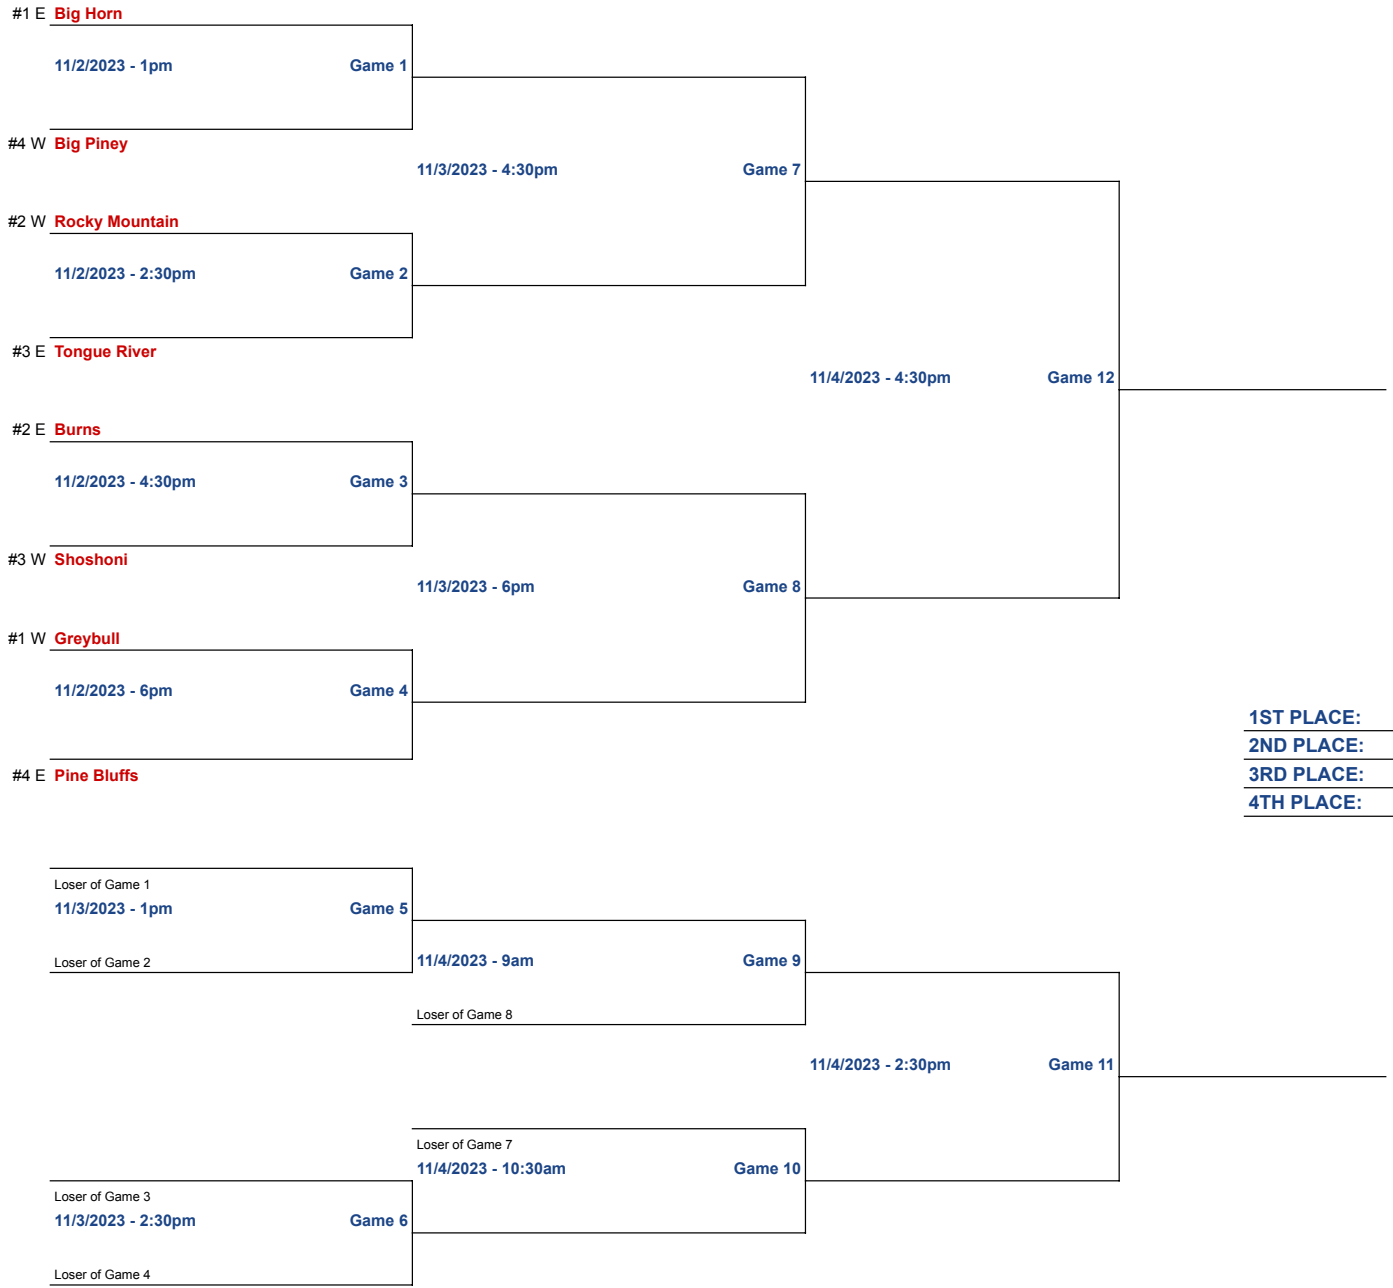 #1 E Big Horn
11/2/2023 - 1pm Game 1
#4 W Big Piney
11/3/2023 - 4:30pm Game 7
#2 W Rocky Mountain
11/2/2023 - 2:30pm Game 2
#3 E Tongue River
11/4/2023 - 4:30pm Game 12
#2 E Burns
11/2/2023 - 4:30pm Game 3
#3 W Shoshoni
11/3/2023 - 6pm Game 8
#1 W Greybull
11/2/2023 - 6pm Game 4
1ST PLACE:
2ND PLACE:
#4 E Pine Bluffs
3RD PLACE:
4TH PLACE:
Loser of Game 1
11/3/2023 - 1pm Game 5
Loser of Game 2
11/4/2023 - 9am Game 9
Loser of Game 8
11/4/2023 - 2:30pm Game 11
Loser of Game 7
11/4/2023 - 10:30am Game 10
Loser of Game 3
11/3/2023 - 2:30pm Game 6
Loser of Game 4